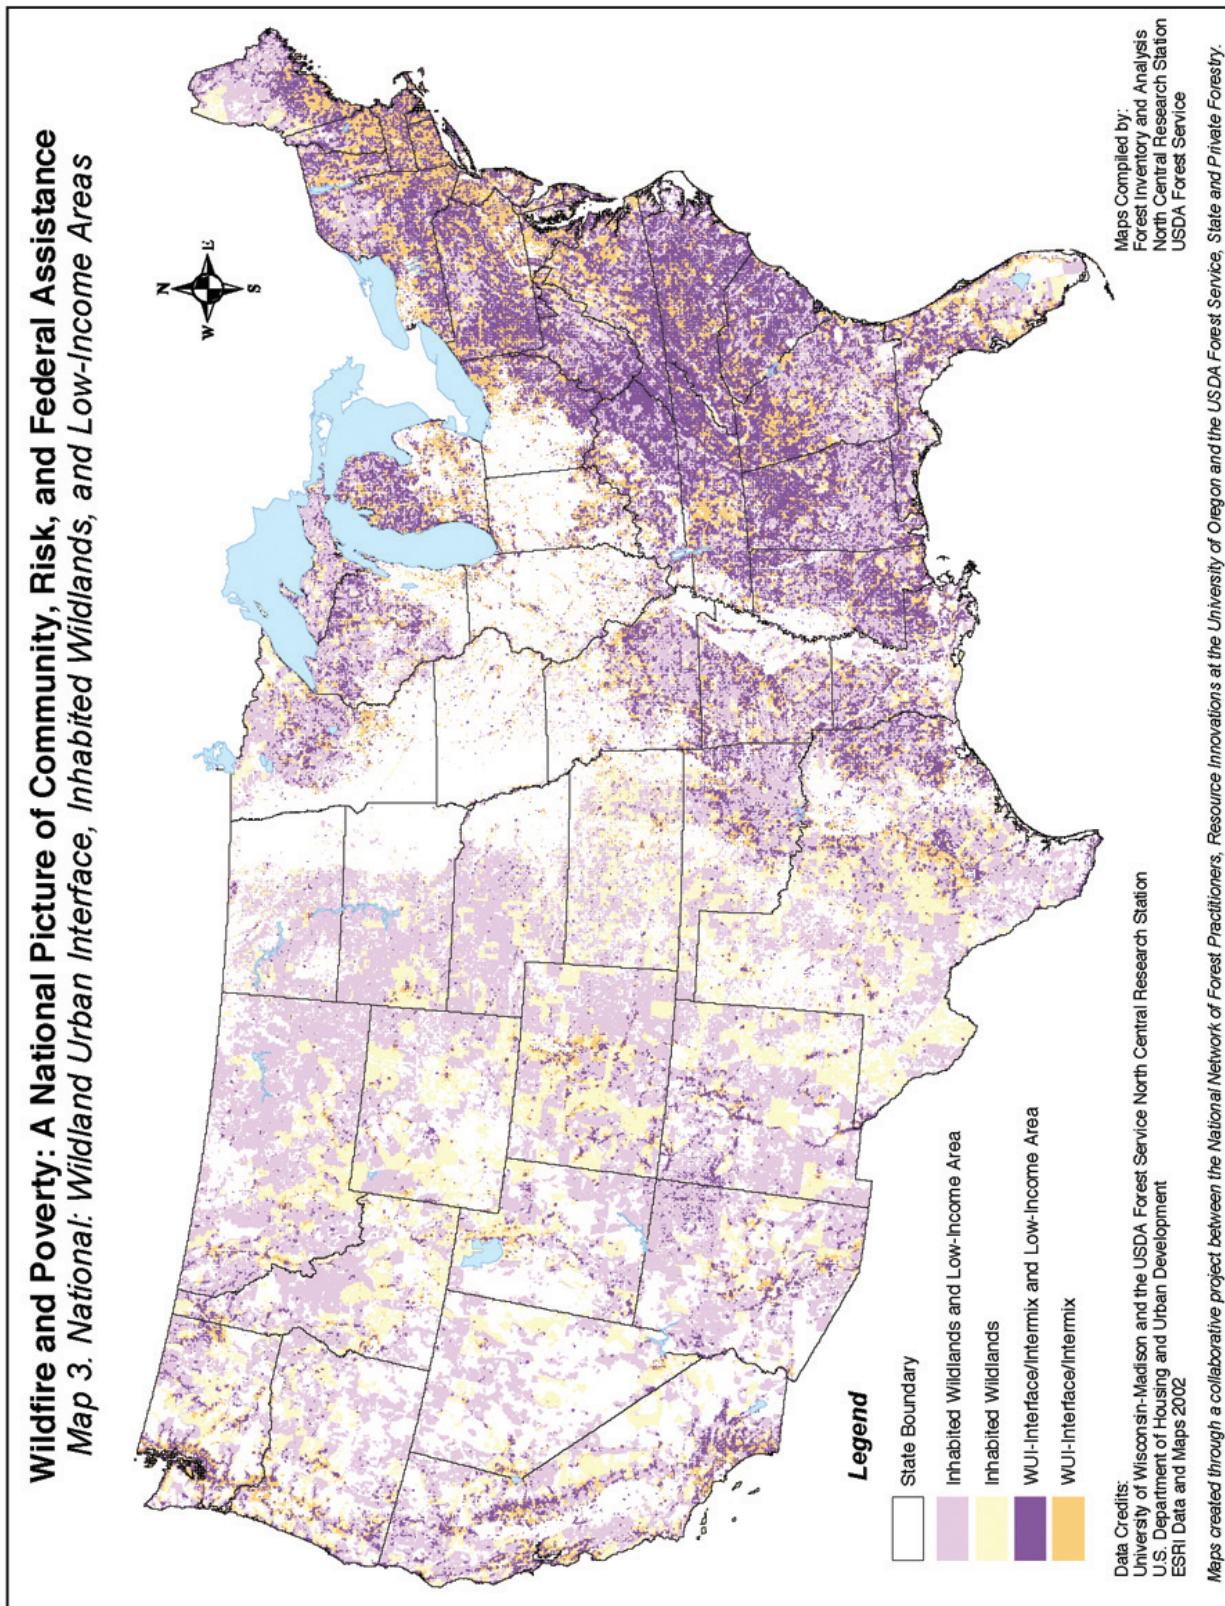 Wildfire and Poverty: A National Picture of Community, Risk, and Federal Assistance
Map 3. National: Wildland Urban Interface, Inhabited Widlands, and Low-Income Areas
N
W
E
S
Legend
State Boundary
Inhabited Wildlands and Low-Income Area
Inhabited Wildlands
WUI-Interface/Intermix and Low-Income Area
WUI-Interface/Intermix
Data Credits:
University of Wisconsin-Madison and the USDA Forest Service North Central Research Station
U.S. Department of Housing and Urban Development
ESRI Data and Maps 2002
Maps Compiled by:
Forest Inventory and Analysis
North Central Research Station
USDA Forest Service
Maps created through a collaborative project between the National Network of Forest Practitioners, Resource Innovations at the University of Oregon and the USDA Forest Service, State and Private Forestry.